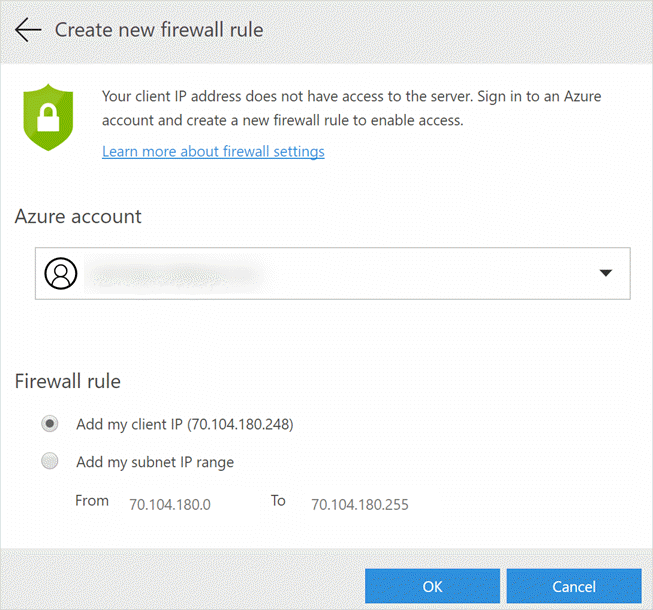 Create new firewall rule
Your client IP address does not have access to the server. Sign in to an Azure
account and create a new firewall rule to enable access.
Learn more about firewall settings
Azure account
Firewall rule
Add my client IP (70.104.180.248)
Add my subnet IP range
From 70.104.180.0 To 70.104.180.255
OK Cancel